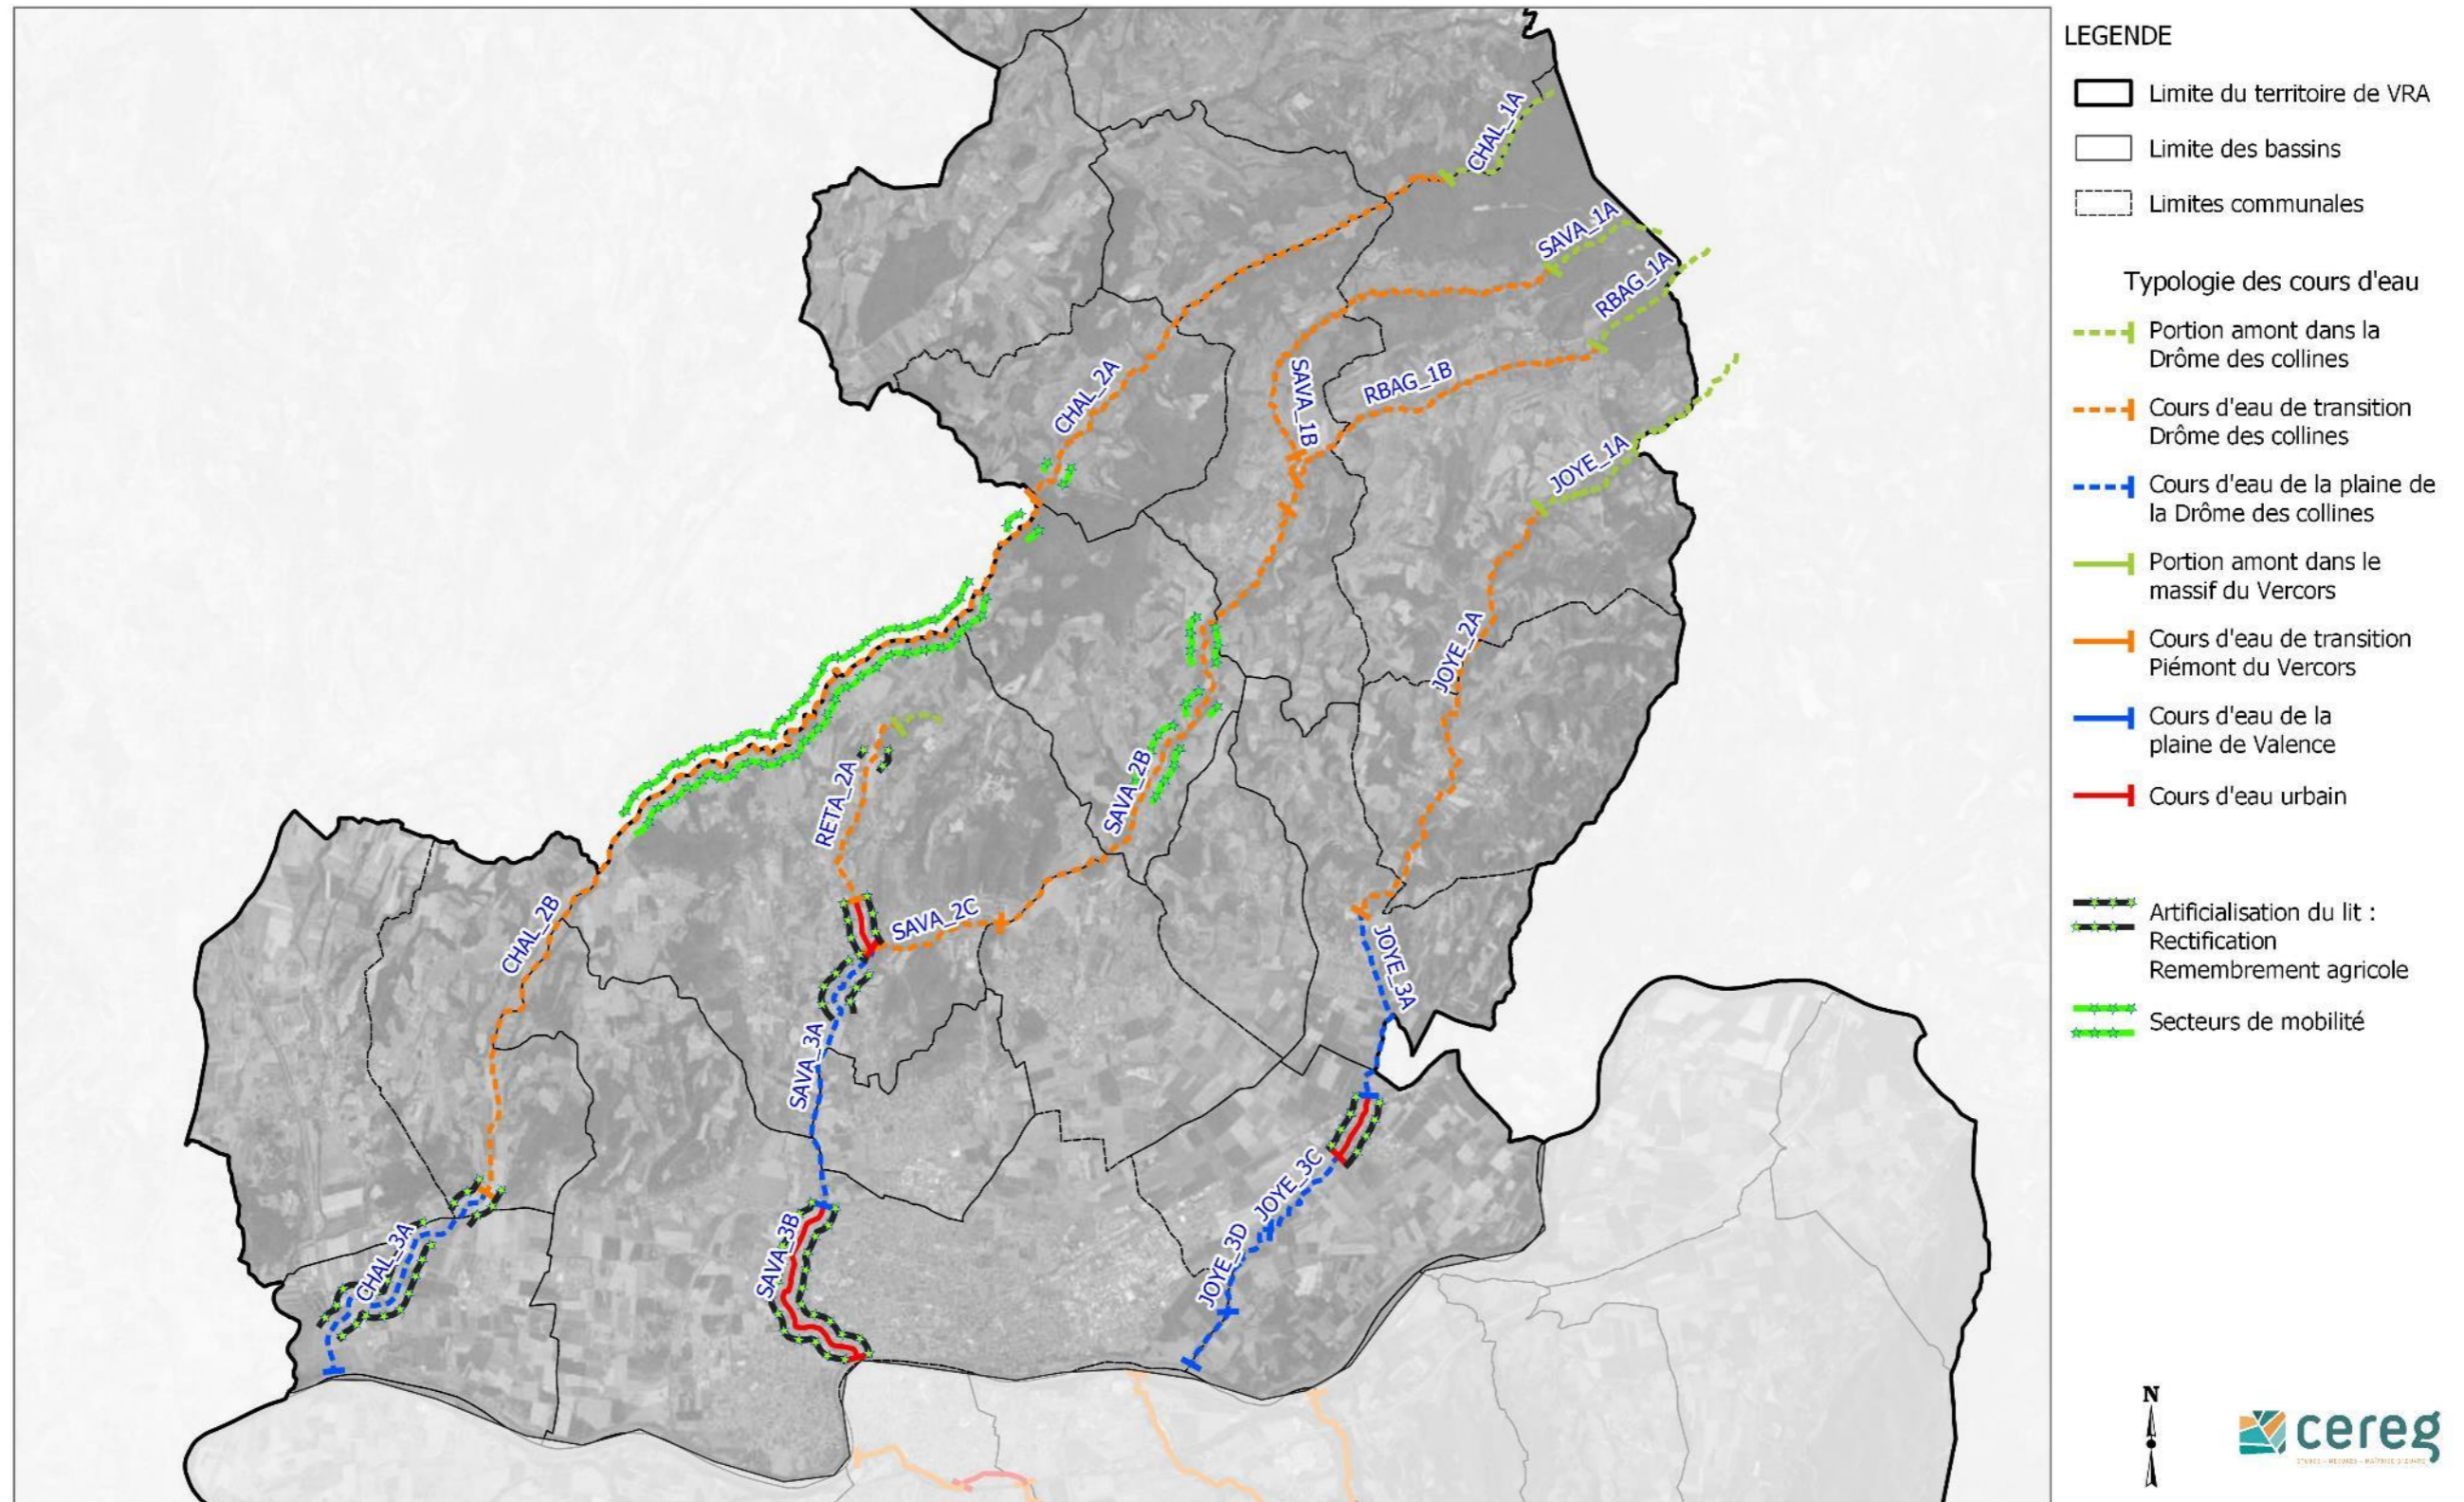 CHAL_1A
SAVA_1A
RBAG_1A
CHAL_2A
SAVA_1B
RBAG_1B
JOYE_1A
JOYE_2A
RETA_2A
SAVA_2B
CHAL_2B
SAVA_2C
JOYE_3A
SAVA_3A
JOYE_3C
CHAL_3A
SAVA_3B
JOYE_3D
LEGENDE
Limite du territoire de VRA
Limite des bassins
Limites communales
Typologie des cours d'eau
Portion amont dans la
Drôme des collines
Cours d'eau de transition
Drôme des collines
Cours d'eau de la plaine de
la Drôme des collines
Portion amont dans le
massif du Vercors
Cours d'eau de transition
Piémont du Vercors
Cours d'eau de la
plaine de Valence
Cours d'eau urbain
Artificialisation du lit :
Rectification
Remembrement agricole
Secteurs de mobilité
N
cereg